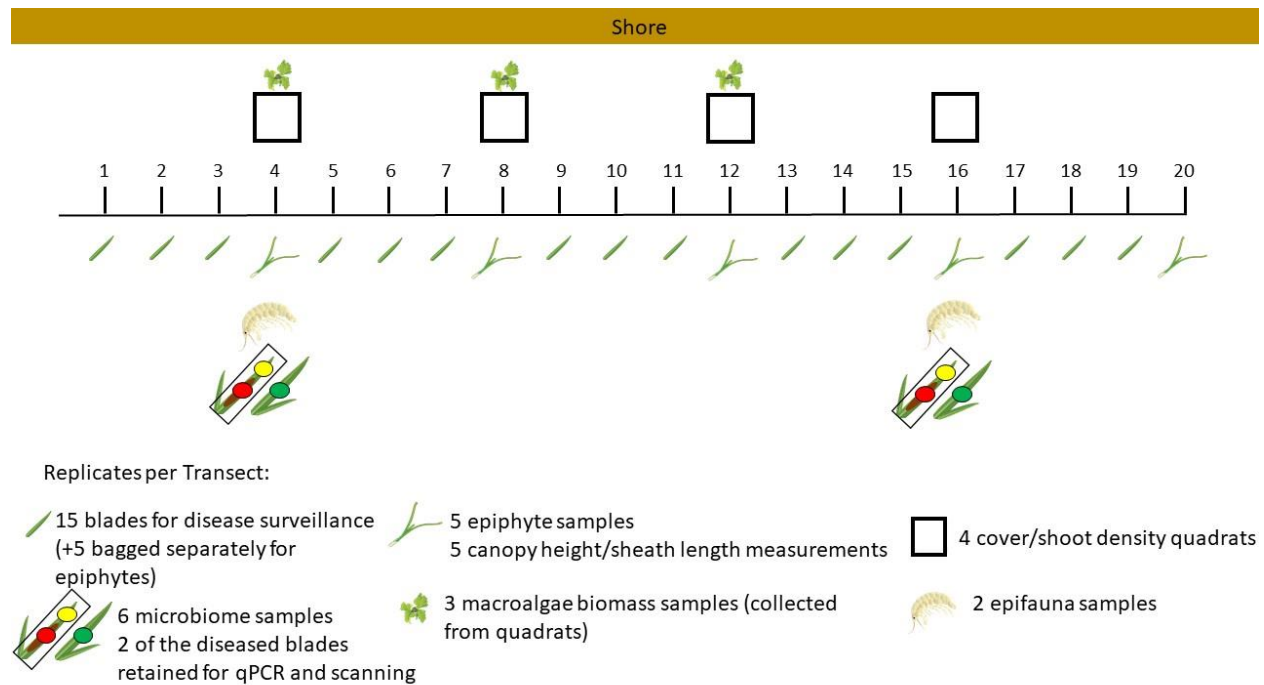 Shore
1 2 3 4 5 6 7 8 9 10 11 12 13 14 15 16 17 18 19 20
Replicates per Transect:
15 blades for disease surveillance
(+5 bagged separately for
epiphytes)
5 epiphyte samples
5 canopy height/sheath length measurements
4 cover/shoot density quadrats
6 microbiome samples
2 of the diseased blades
retained for qPCR and scanning
3 macroalgae biomass samples (collected
from quadrats)
2 epifauna samples